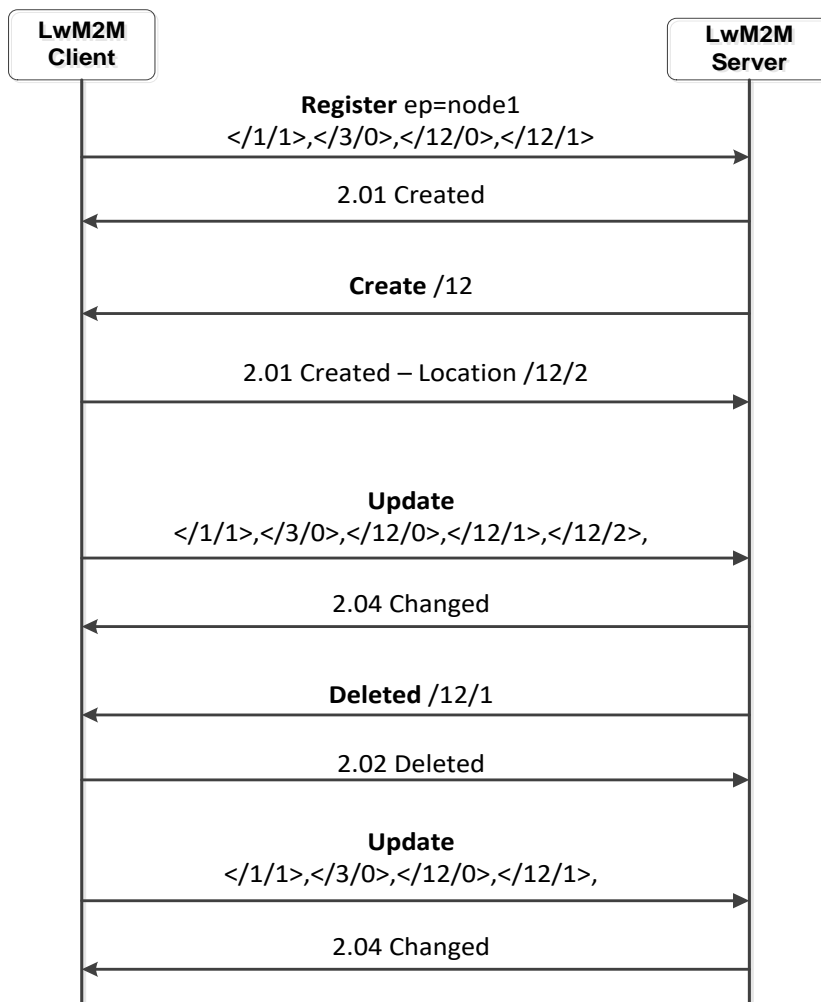 LwM2M
Client
LwM2M
Server
Register ep=node1
</1/1>,</3/0>,</12/0>,</12/1>
2.01 Created
Create /12
2.01 Created – Location /12/2
Update
</1/1>,</3/0>,</12/0>,</12/1>,</12/2>,
2.04 Changed
Deleted /12/1
2.02 Deleted
Update
</1/1>,</3/0>,</12/0>,</12/1>,
2.04 Changed